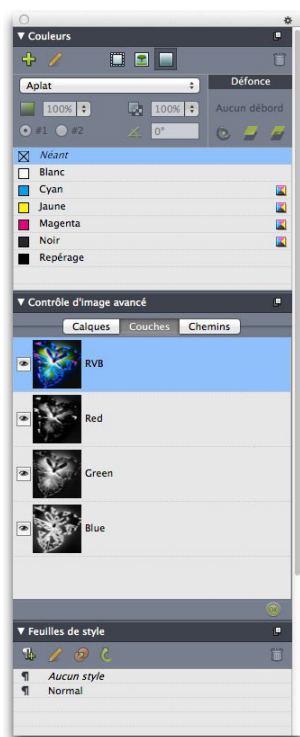 Couleurs
Aplat
Défonce
100%
100%
Aucun débord
#1
#2
0°
Néant
Blanc
Cyan
Jaune
Magenta
Noir
Repérage
Contrôle d'image avancé
Calques
Couches
Chemins
RVB
Red
Green
Blue
Feuilles de style
¶ Aucun style
¶ Normal